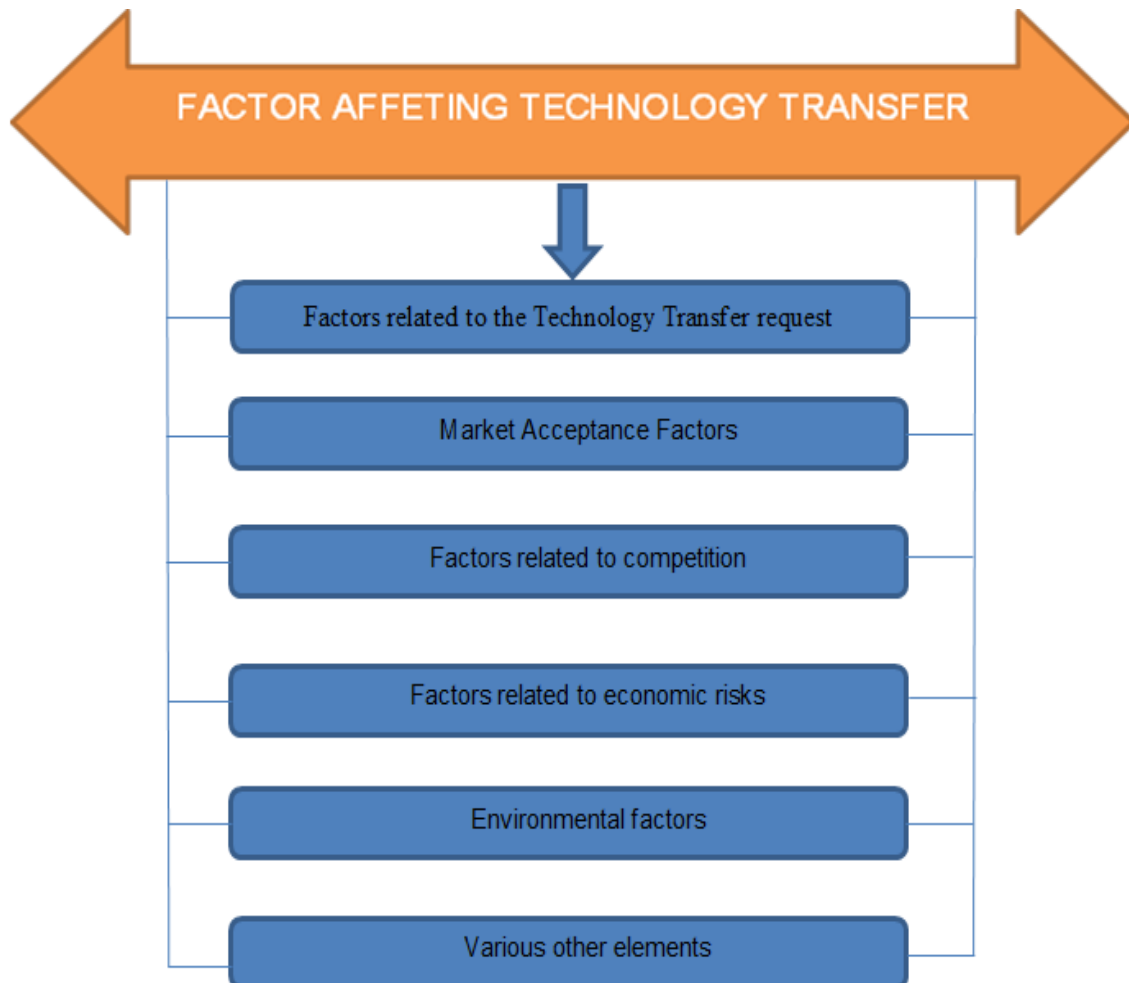 FACTOR AFFETING TECHNOLOGY TRANSFER
Factors related to the Technology Transfer request
Market Acceptance Factors
Factors related to competition
Factors related to economic risks
Environmental factors
Various other elements